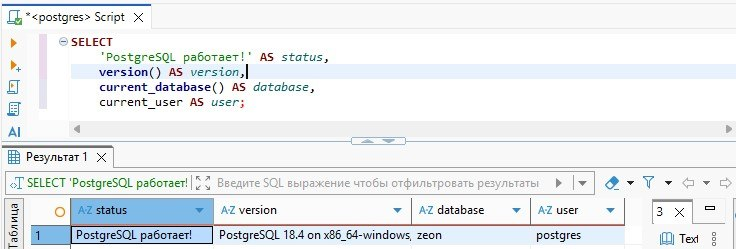 *<postgres> Script
SELECT
'PostgreSQL работает!' AS status,
version() AS version,
current_database() AS database,
current_user AS user;
AI
Результат 1
SELECT 'PostgreSQL работает!
Введите SQL выражение чтобы отфильтровать результаты
Таблица
A-Z status
A-Z version
A-Z database
A-Z user
3
1
PostgreSQL работает!
PostgreSQL 18.4 on x86_64-windows,
zeon
postgres
Text